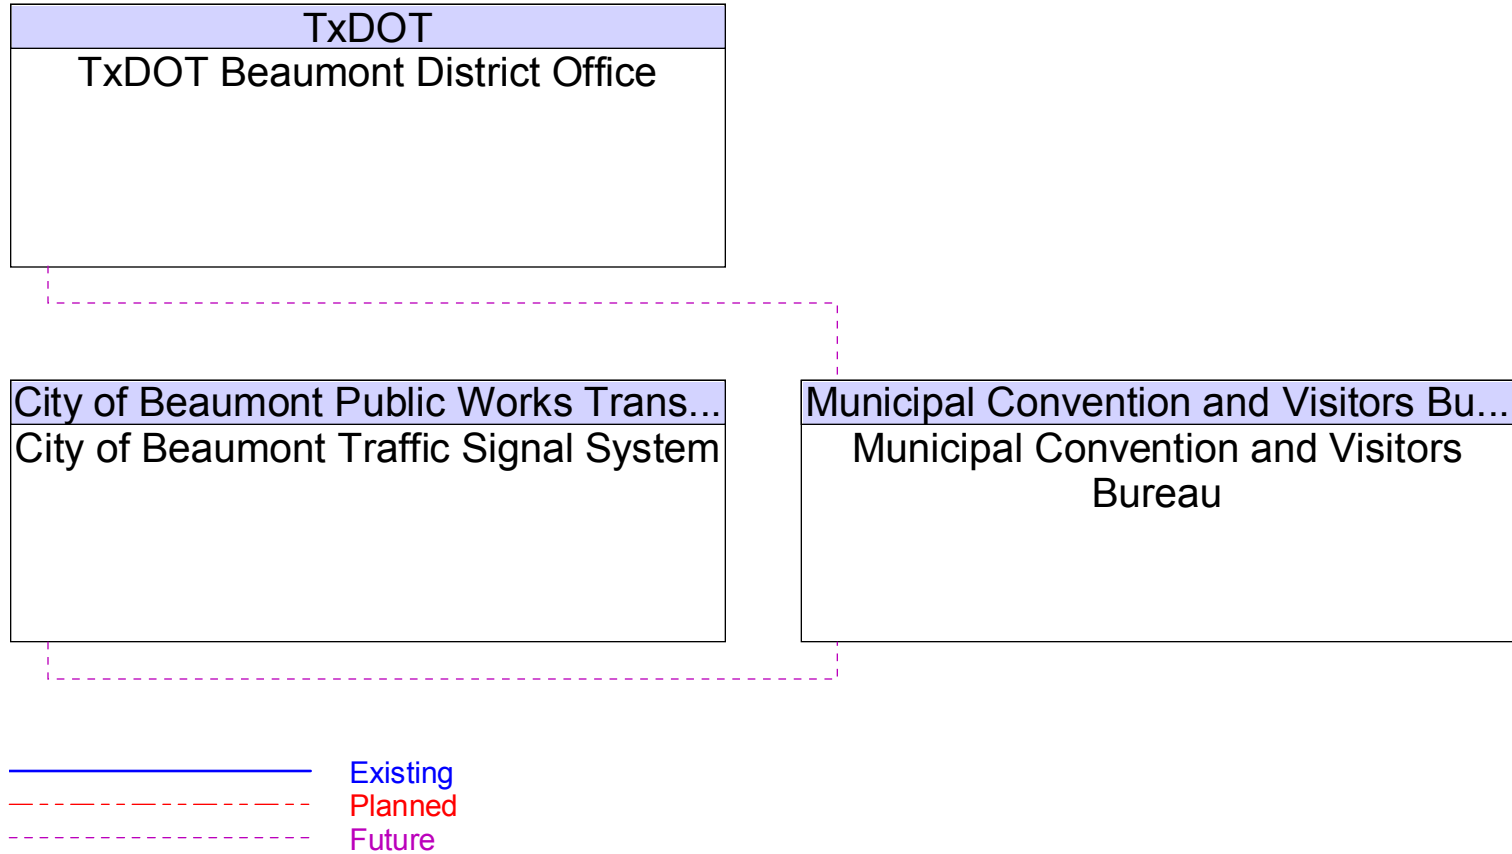 TxDOT
TxDOT Beaumont District Office
City of Beaumont Public Works Trans...
City of Beaumont Traffic Signal System
Municipal Convention and Visitors Bu...
Municipal Convention and Visitors
Bureau
Existing
Planned
Future